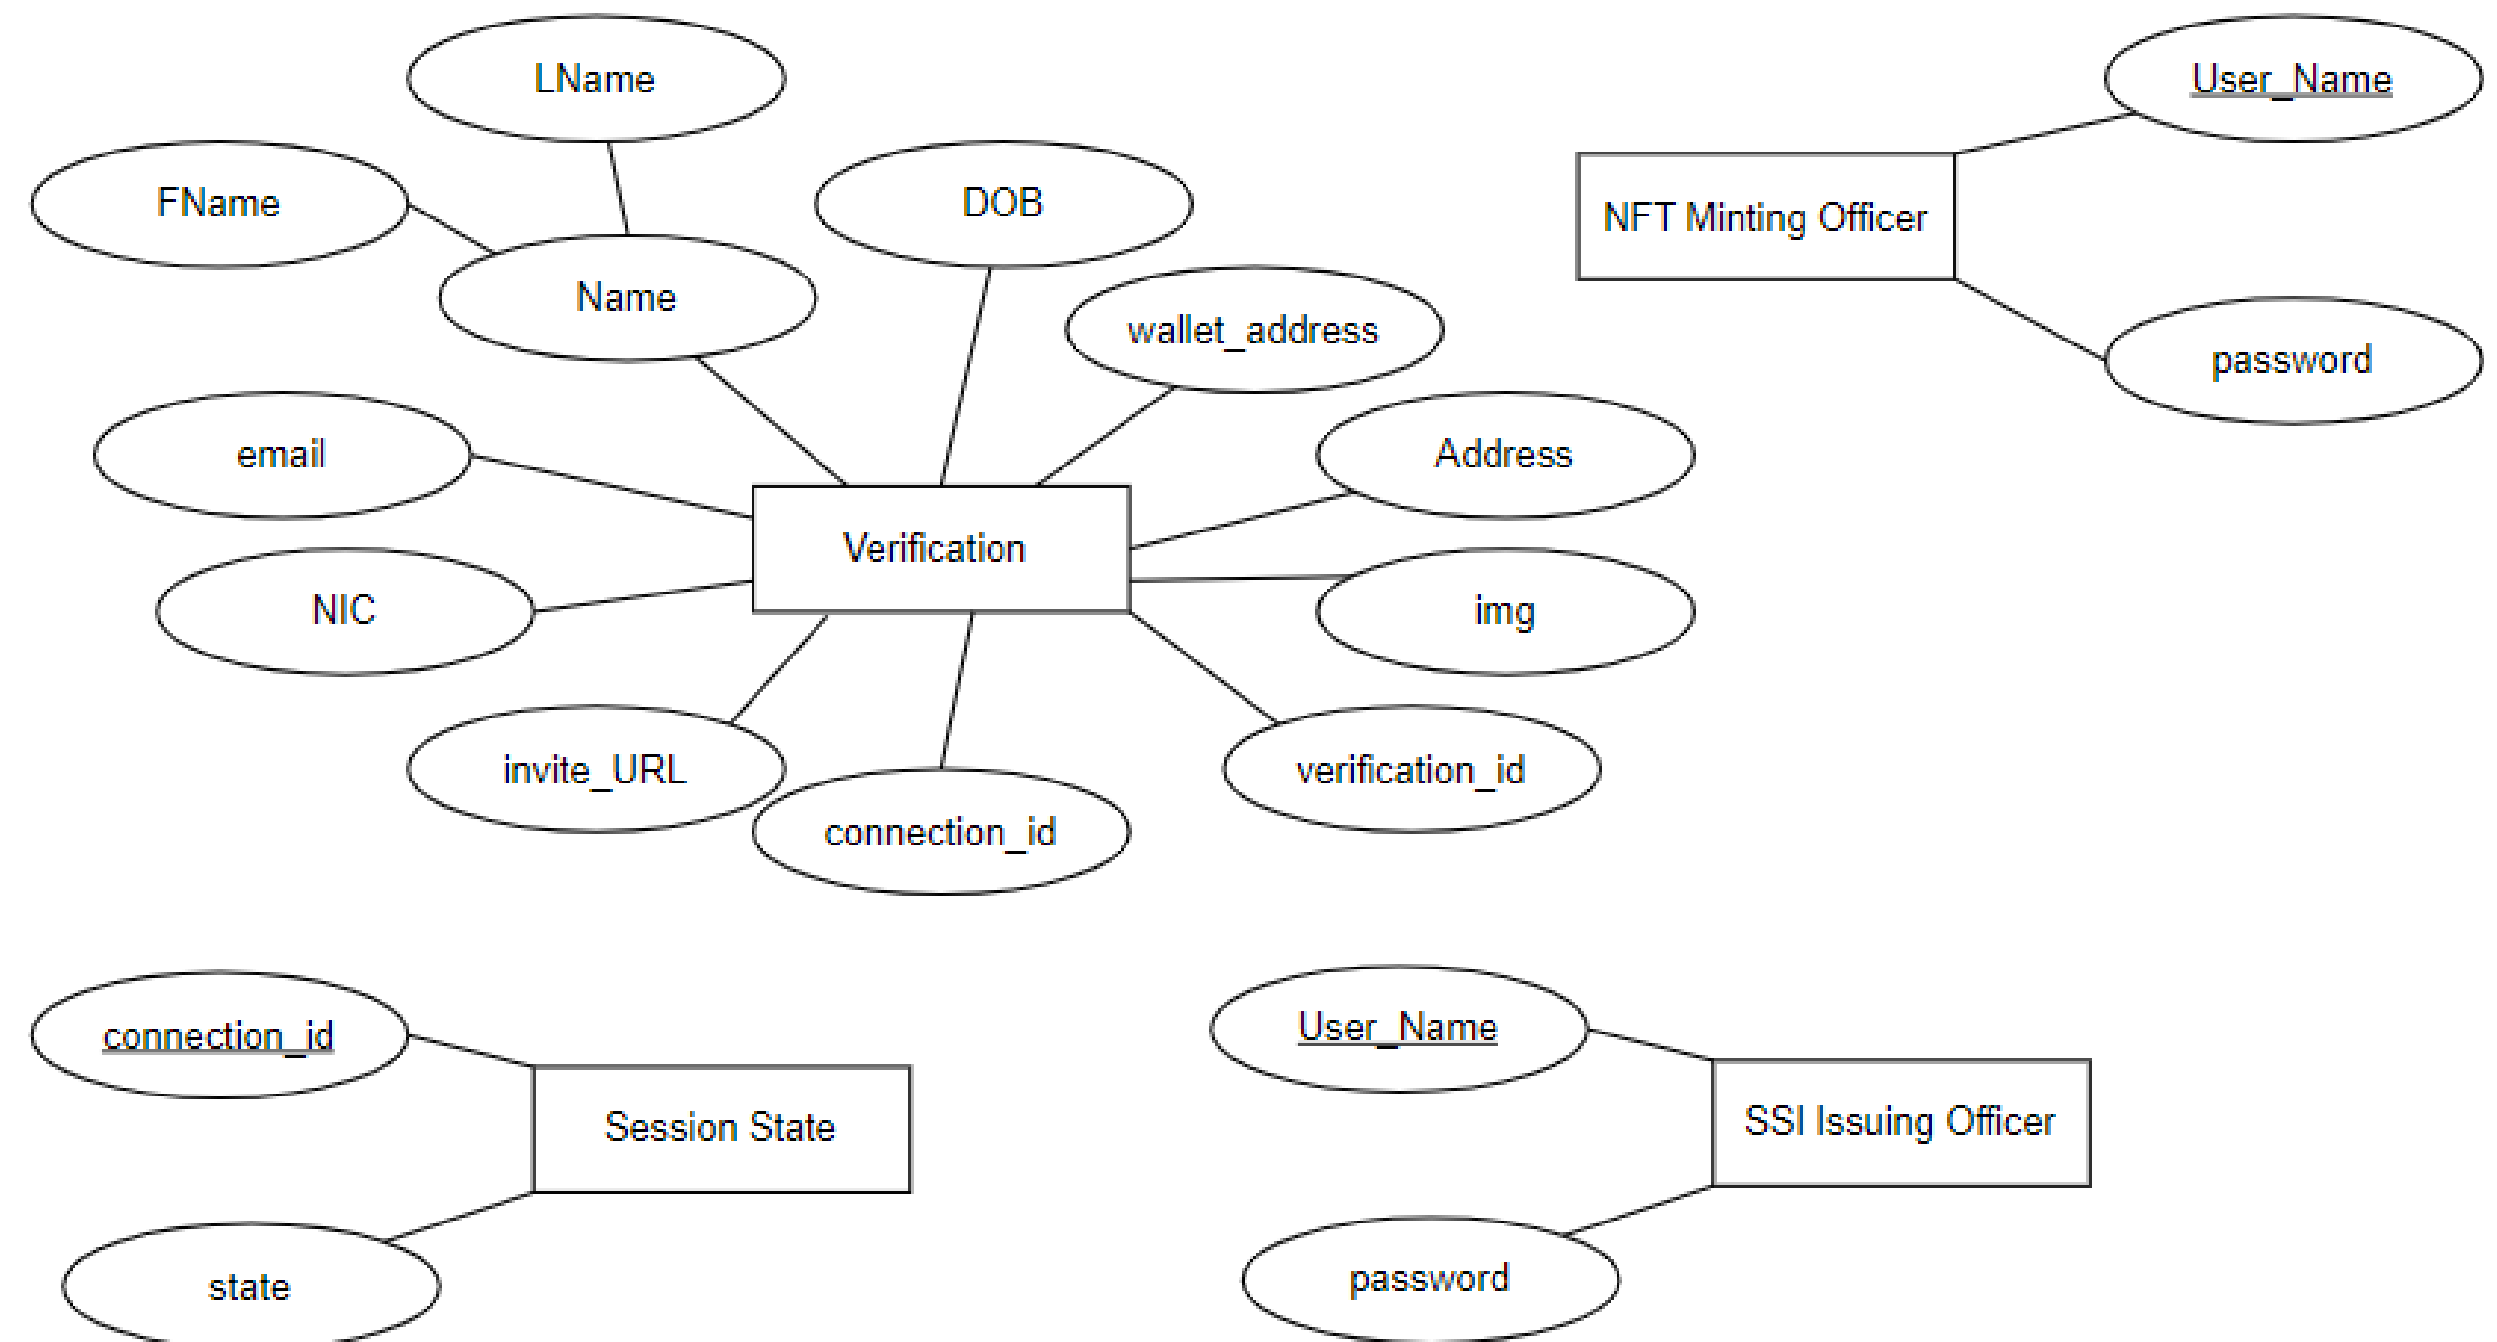 LName
User_Name
FName
DOB
NFT Minting Officer
Name
wallet_address
password
email
Address
Verification
NIC
img
invite_URL
verification_id
connection_id
connection_id
User_Name
Session State
SSI Issuing Officer
state
password